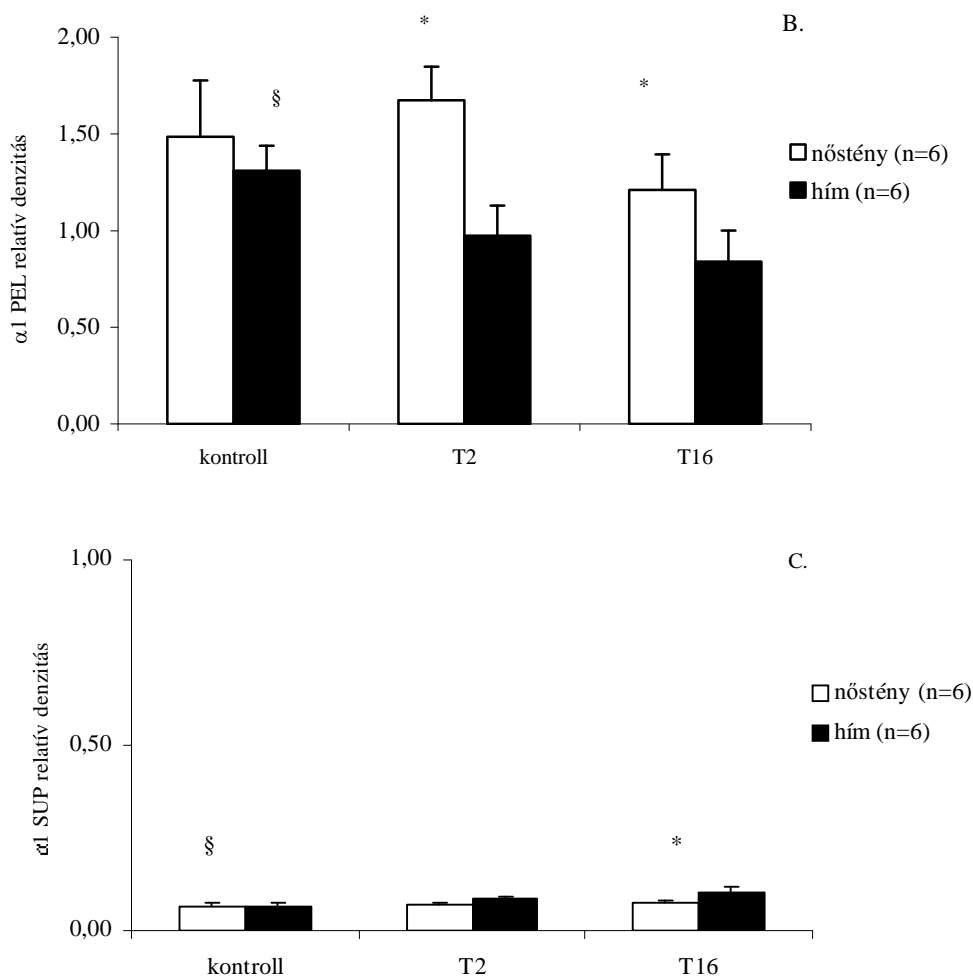 B.
*
2,00
§
*
1,50
nőstény (n=6)
hím (n=6)
1,00
0,50
0,00
α1 PEL relatív denzitás
kontroll T2 T16
C.
1,00
nőstény (n=6)
hím (n=6)
0,50
§
*
0,00
α1 SUP relatív denzitás
kontroll T2 T16